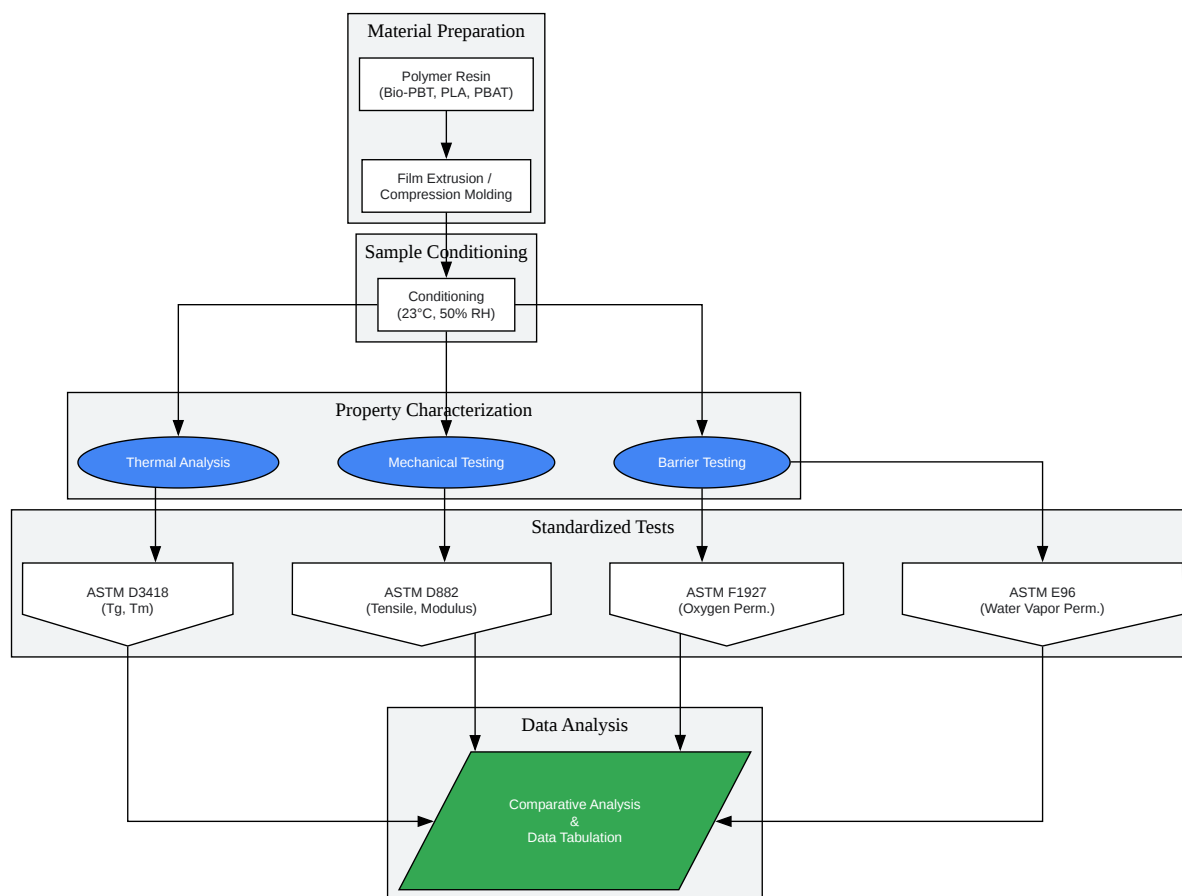 Material Preparation
Polymer Resin
(Bio-PBT, PLA, PBAT)
Film Extrusion /
Compression Molding
Sample Conditioning
Conditioning
(23°C, 50% RH)
Property Characterization
Thermal Analysis
Mechanical Testing
Barrier Testing
Standardized Tests
ASTM D3418
(Tg, Tm)
ASTM D882
(Tensile, Modulus)
ASTM F1927
(Oxygen Perm.)
ASTM E96
(Water Vapor Perm.)
Data Analysis
Comparative Analysis
&
Data Tabulation